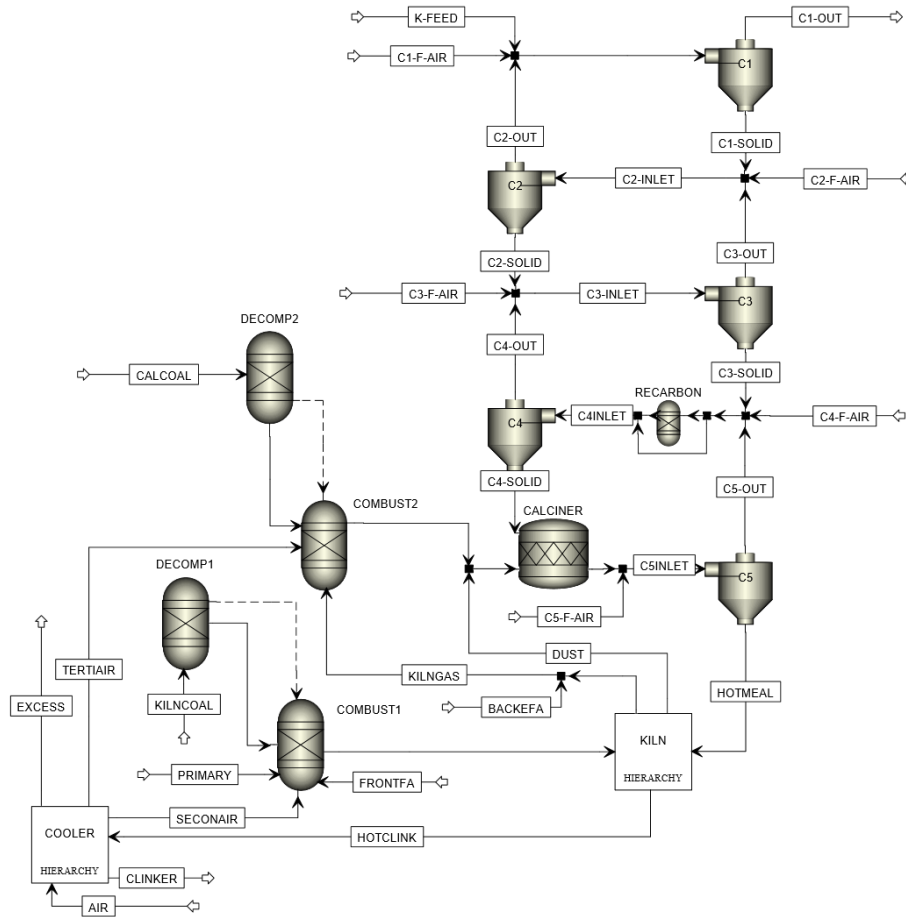 K-FEED
C1-OUT
C1-F-AIR
C1
C2-OUT
C1-SOLID
C2
C2-INLET
C2-F-AIR
C2-SOLID
C3-OUT
C3-F-AIR
C3-INLET
C3
DECOMP2
C4-OUT
C3-SOLID
CALCOAL
RECARBON
C4
C4INLET
C4-F-AIR
C4-SOLID
C5-OUT
COMBUST2
CALCINER
DECOMP1
C5INLET
C5
C5-F-AIR
DUST
TERTIAIR
KILNGAS
HOTMEAL
EXCESS
KILNCOAL
BACKEFA
COMBUST1
KILN
HIERARCHY
PRIMARY
FRONTFA
SECONAIR
COOLER
HOTCLINK
HIERARCHY
CLINKER
AIR